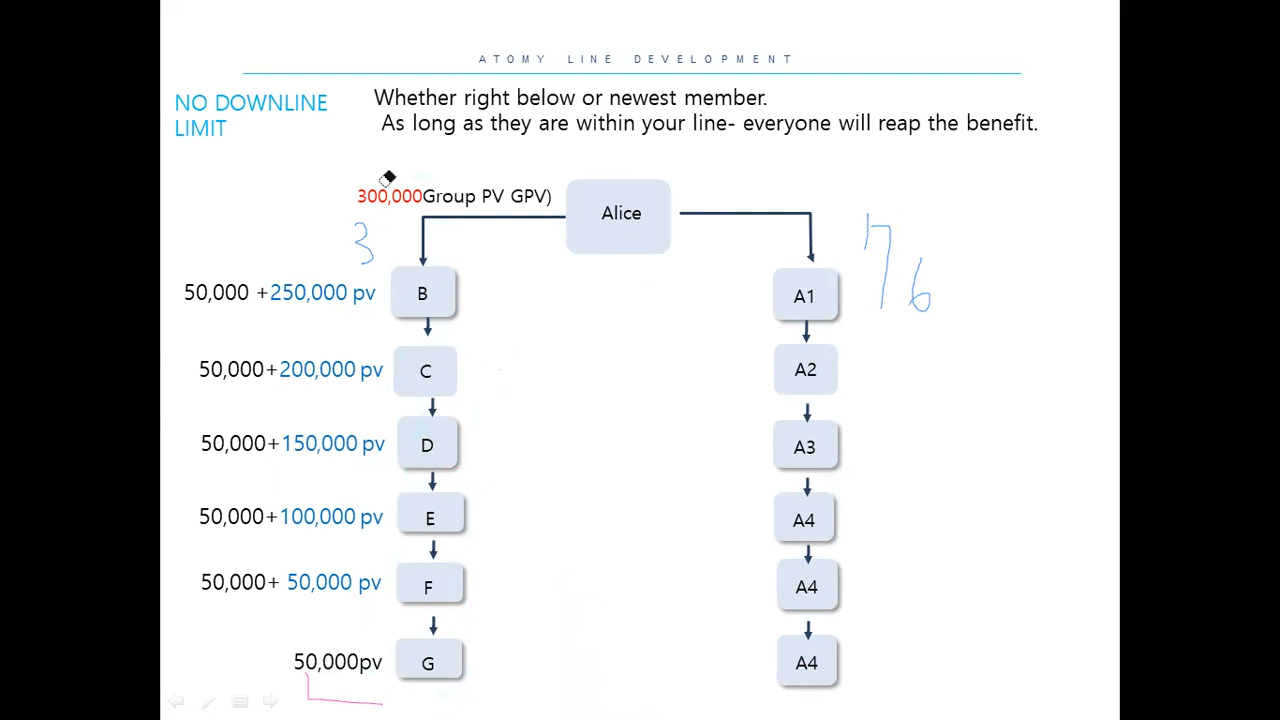 ATOMY LINE DEVELOPMENT
NO DOWNLINE
LIMIT
Whether right below or newest member.
As long as they are within your line- everyone will reap the benefit.
300,000Group PV GPV)
Alice
3
7 6
50,000 +250,000 pv
B
A1
50,000+200,000 pv
C
A2
50,000+150,000 pv
D
A3
50,000+100,000 pv
E
A4
50,000+ 50,000 pv
F
A4
50,000pv
G
A4